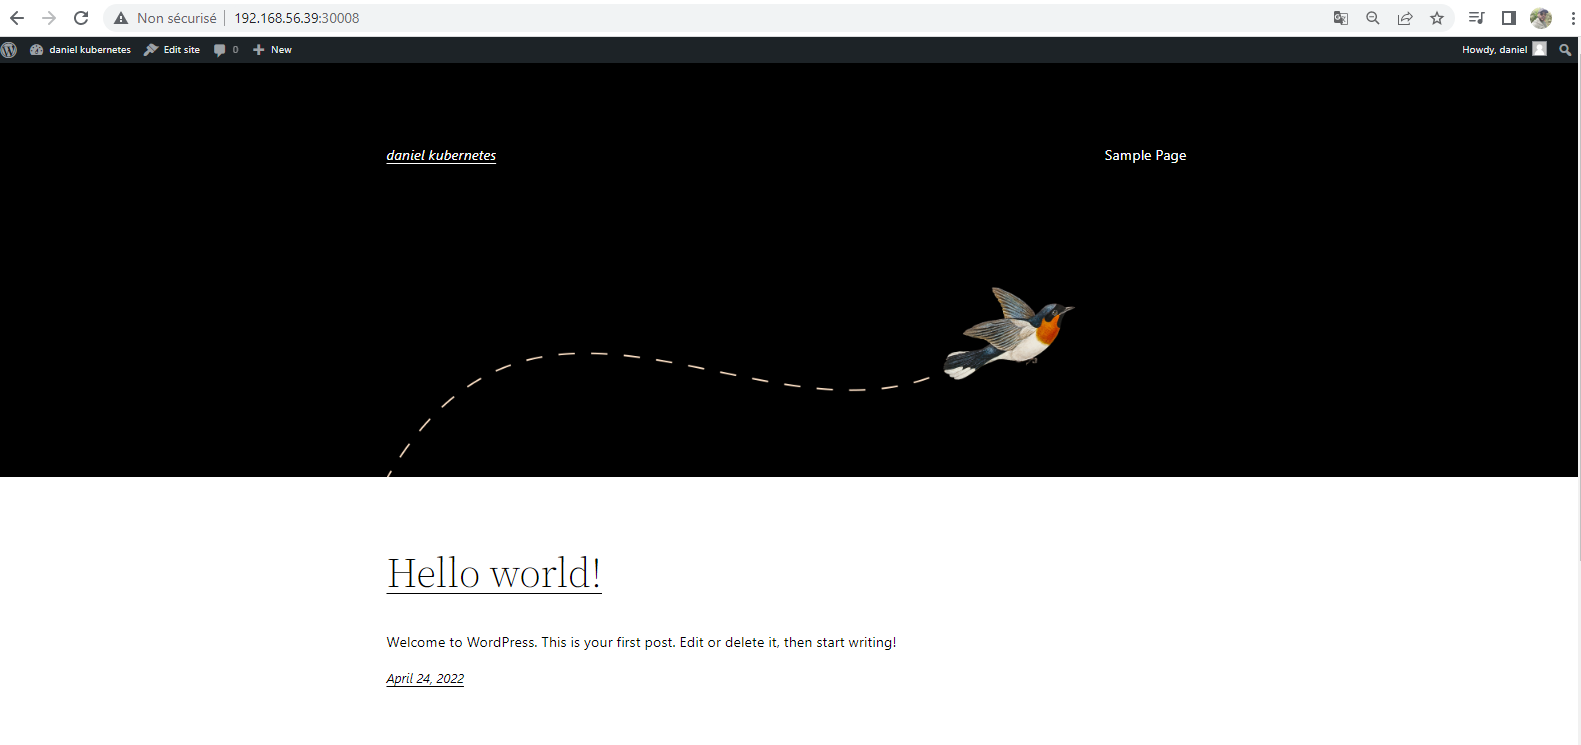 Non sécurisé 192.168.56.39:30008
daniel kubernetes Edit site 0 New Howdy, daniel
daniel kubernetes Sample Page
Hello world!
Welcome to WordPress. This is your first post. Edit or delete it, then start writing!
April 24, 2022